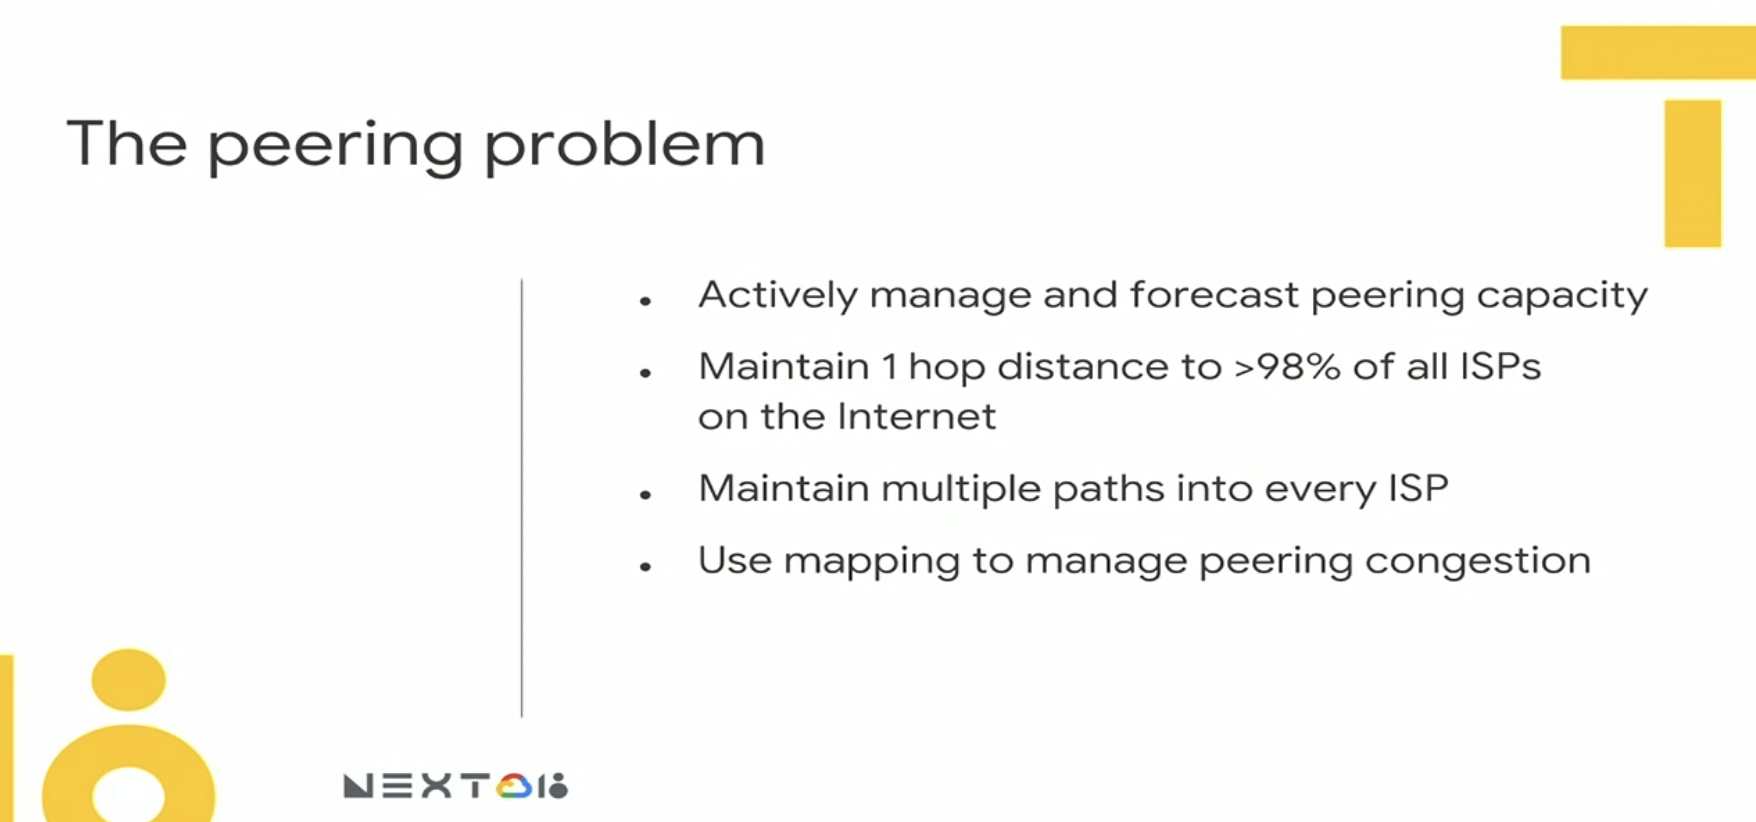 The peering problem
• Actively manage and forecast peering capacity
• Maintain 1 hop distance to >98% of all ISPs
on the Internet
• Maintain multiple paths into every ISP
• Use mapping to manage peering congestion
NEXT 18